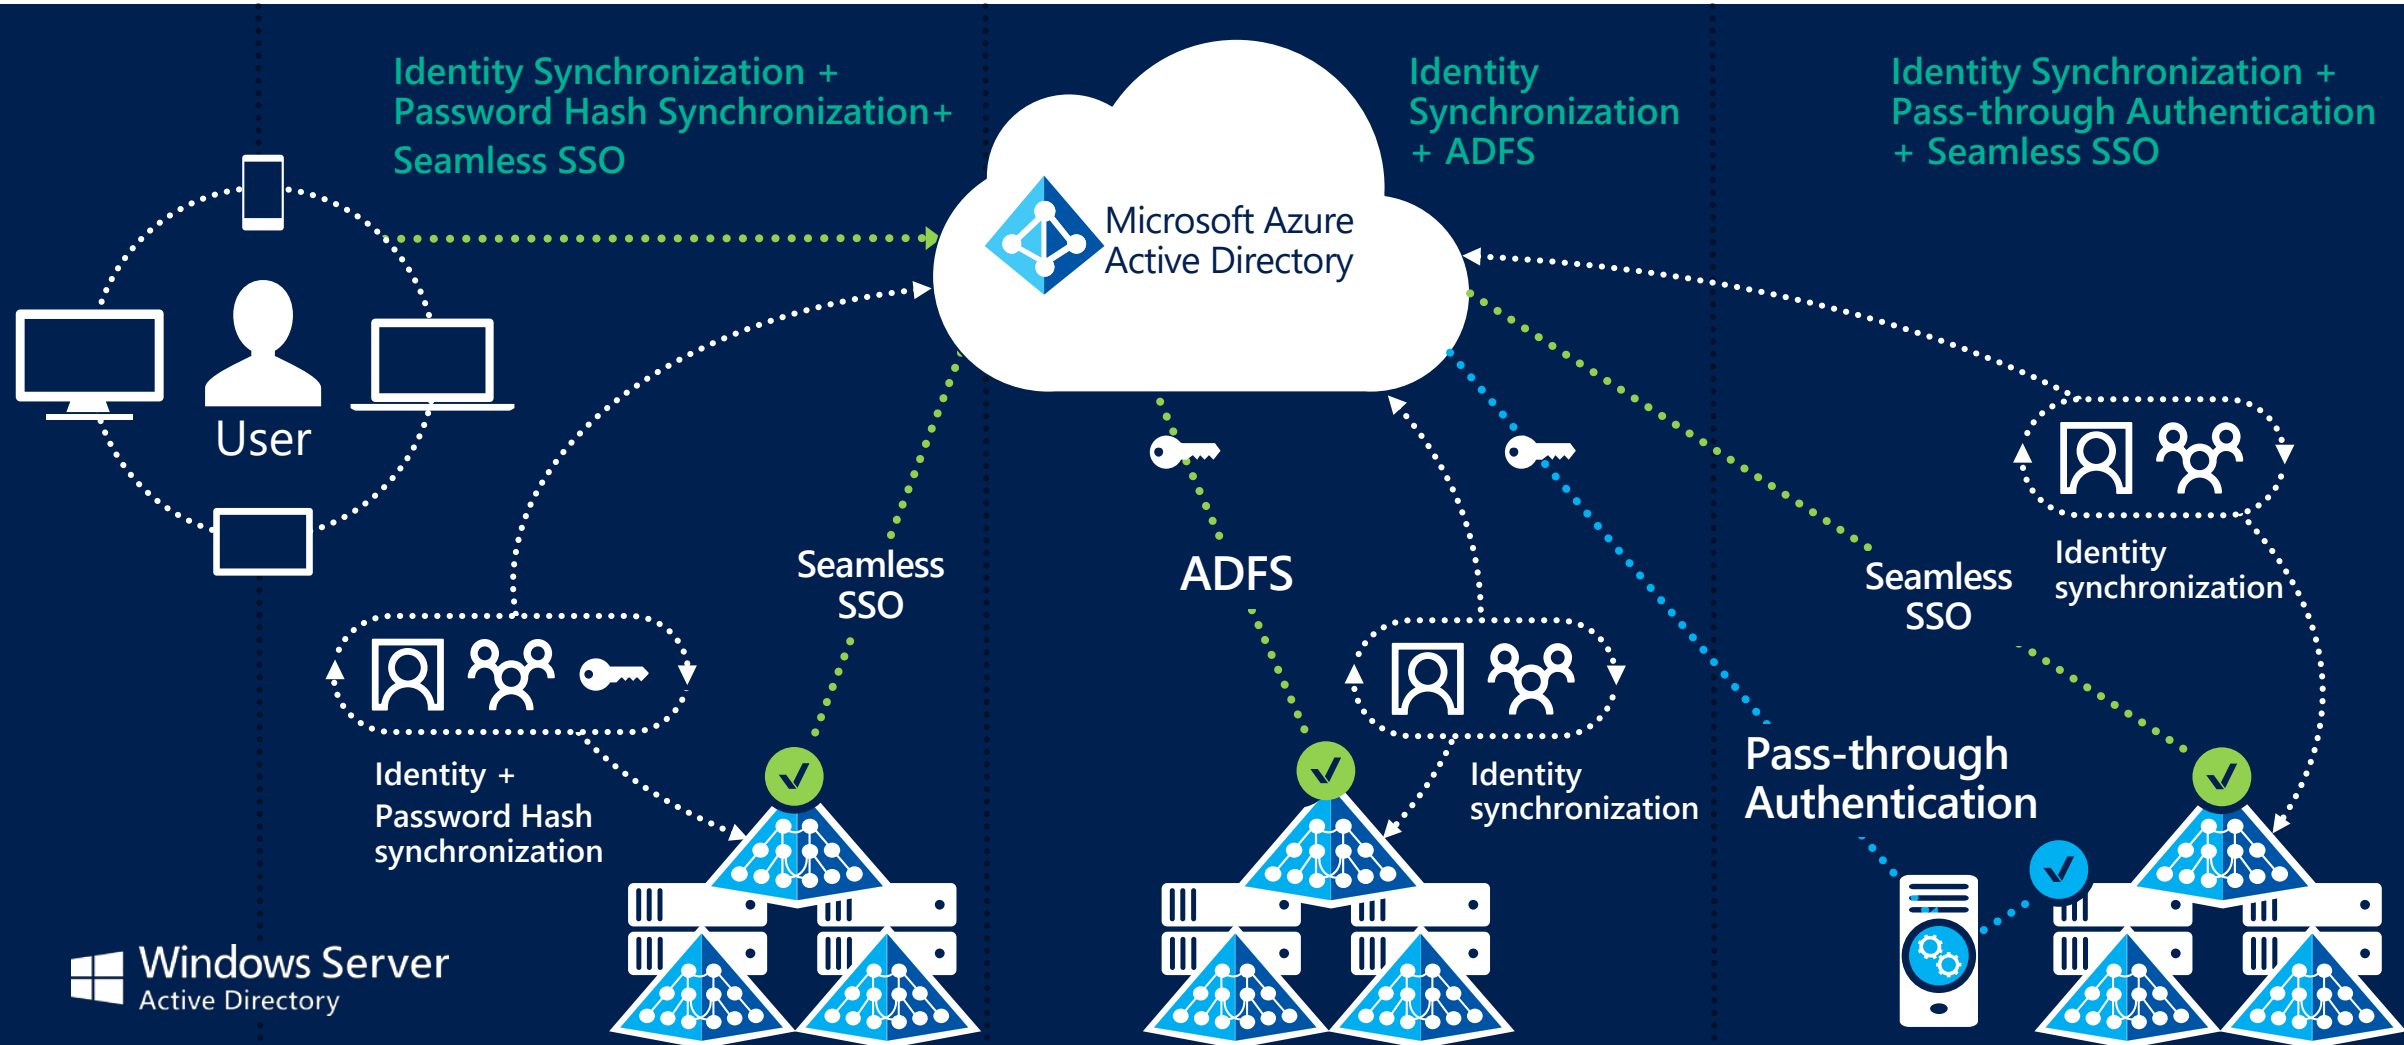 Identity Synchronization +
Password Hash Synchronization+
Seamless SSO
Identity
Synchronization
+ ADFS
Identity Synchronization +
Pass-through Authentication
+ Seamless SSO
Microsoft Azure
Active Directory
User
Seamless
SSO
ADFS
Seamless
SSO
Identity
synchronization
Identity +
Password Hash
synchronization
Identity
synchronization
Pass-through
Authentication
Windows Server
Active Directory